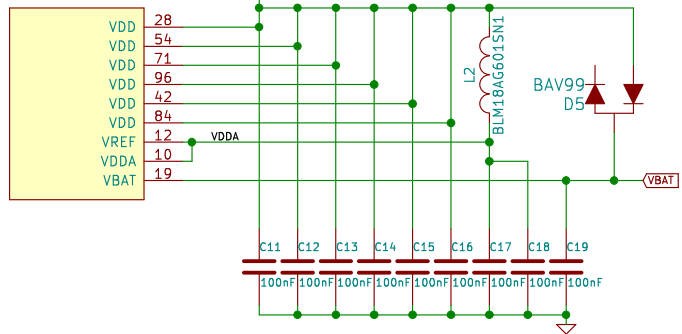 VDD 28
VDD 54
VDD 71
VDD 96
VDD 42
VDD 84
VREF 12
VDDA
VDDA 10
VBAT 19
L2
BLM18AG601SN1
BAV99
D5
VBAT
C11 C12 C13 C14 C15 C16 C17 C18 C19
100nF 100nF 100nF 100nF 100nF 100nF 100nF 100nF 100nF